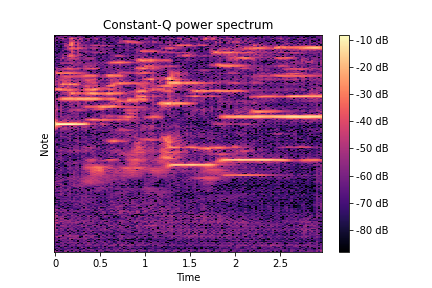 Constant-Q power spectrum
Note
-10 dB
-20 dB
-30 dB
-40 dB
-50 dB
-60 dB
-70 dB
-80 dB
0
0.5
1
1.5
2
2.5
Time